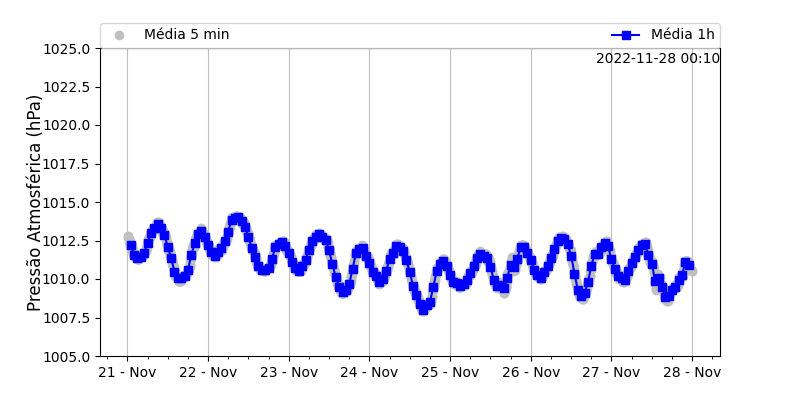 Média 5 min
Média 1h
2022-11-28 00:10
Pressão Atmosférica (hPa)
1025.0
1022.5
1020.0
1017.5
1015.0
1012.5
1010.0
1007.5
1005.0
21 - Nov
22 - Nov
23 - Nov
24 - Nov
25 - Nov
26 - Nov
27 - Nov
28 - Nov